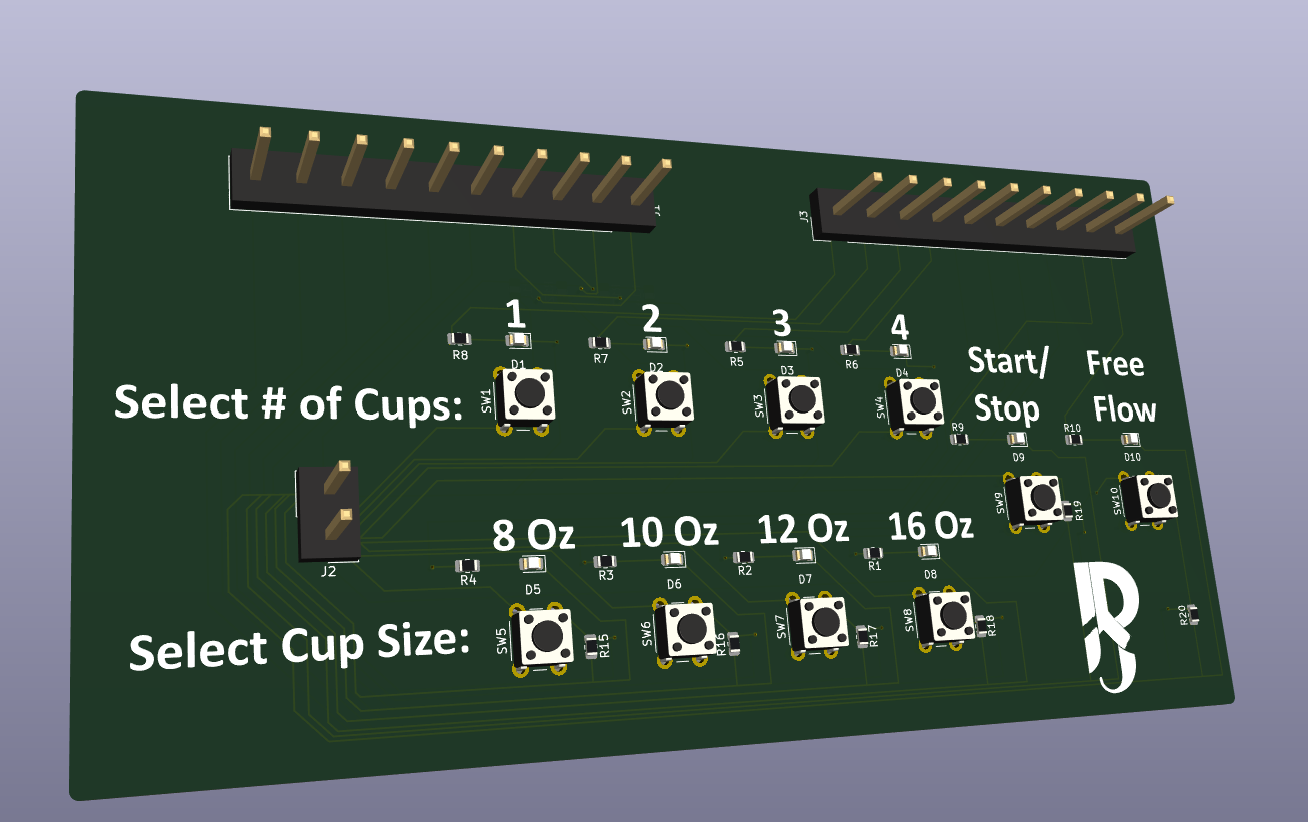 J1
J3
1 2 3 4
R8 D1 R7 D2 R5 D3 R6 D4
Start/
Stop
Free
Flow
Select # of Cups:
SW1 SW2 SW3 SW4
R9 D9 R10 D10
SW9 R19 SW10
J2
8 Oz 10 Oz 12 Oz 16 Oz
R4 D5 R3 D6 R2 D7 R1 D8
Select Cup Size:
SW5 R15 SW6 R16 SW7 R17 SW8 R18
R20